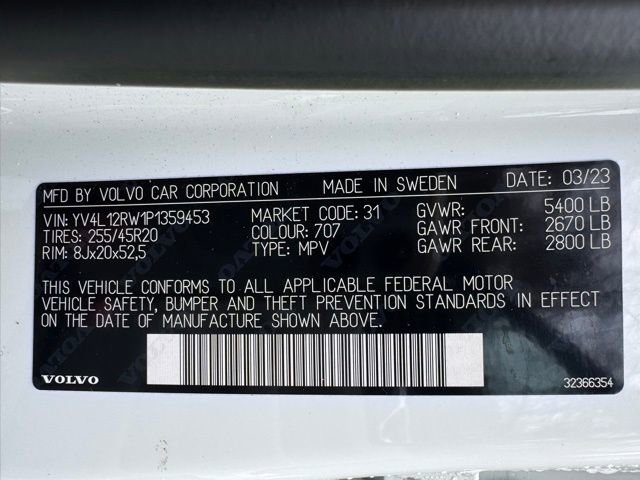 MFD BY VOLVO CAR CORPORATION MADE IN SWEDEN DATE: 03/23
VIN: YV4L12RW1P1359453 MARKET CODE: 31 GVWR: 5400 LB
TIRES: 255/45R20 COLOUR: 707 GAWR FRONT: 2670 LB
RIM: 8Jx20x52,5 TYPE: MPV GAWR REAR: 2800 LB
THIS VEHICLE CONFORMS TO ALL APPLICABLE FEDERAL MOTOR
VEHICLE SAFETY, BUMPER AND THEFT PREVENTION STANDARDS IN EFFECT
ON THE DATE OF MANUFACTURE SHOWN ABOVE.
VOLVO 32366354